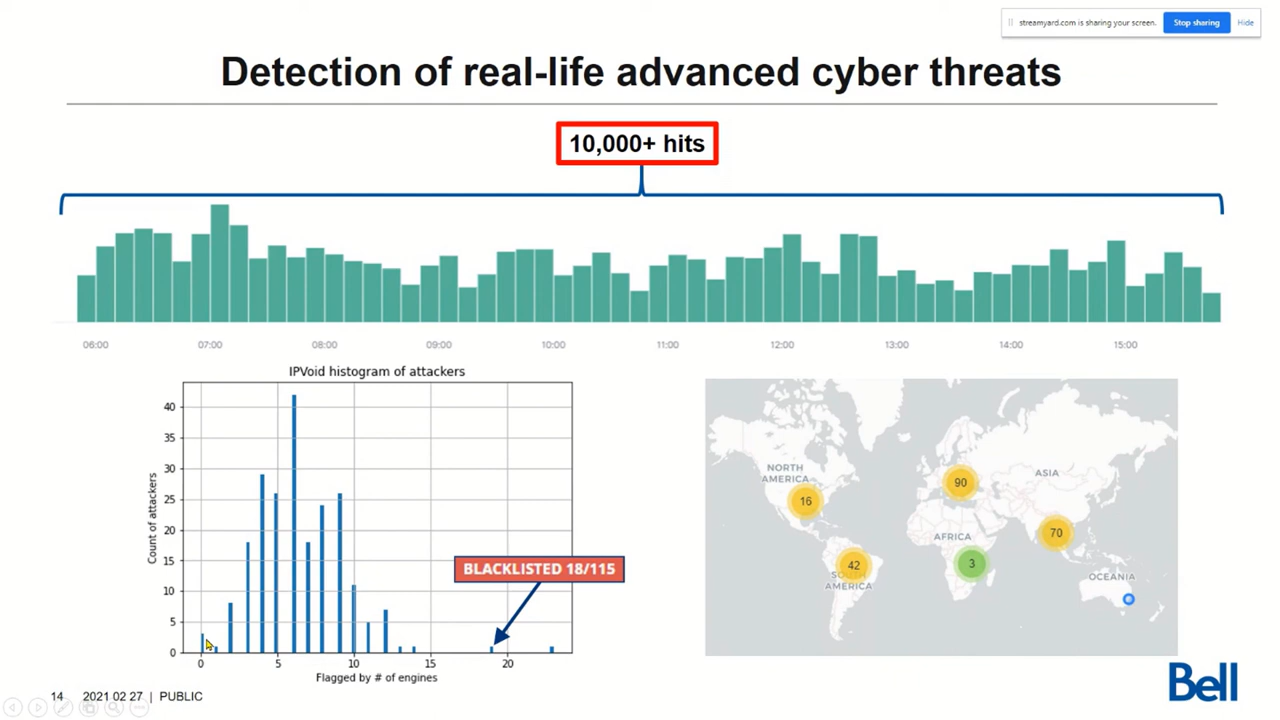 streamyard.com is sharing your screen. Stop sharing Hide
Detection of real-life advanced cyber threats
10,000+ hits
06:00 07:00 08:00 09:00 10:00 11:00 12:00 13:00 14:00 15:00
IPVoid histogram of attackers
Count of attackers
40
35
30
25
20
15
10
5
0
0 5 10 15 20
Flagged by # of engines
BLACKLISTED 18/115
NORTH
AMERICA
16
90
ASIA
70
AFRICA
3
42
SOUTH
AMERICA
OCEANIA
14 2021 02 27 | PUBLIC
Bell